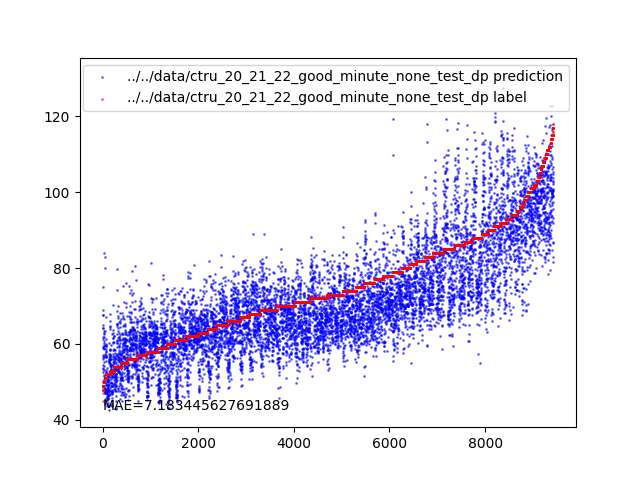 ../../data/ctru_20_21_22_good_minute_none_test_dp prediction
../../data/ctru_20_21_22_good_minute_none_test_dp label
120
100
80
60
40
MAE=7.183445627691889
0 2000 4000 6000 8000